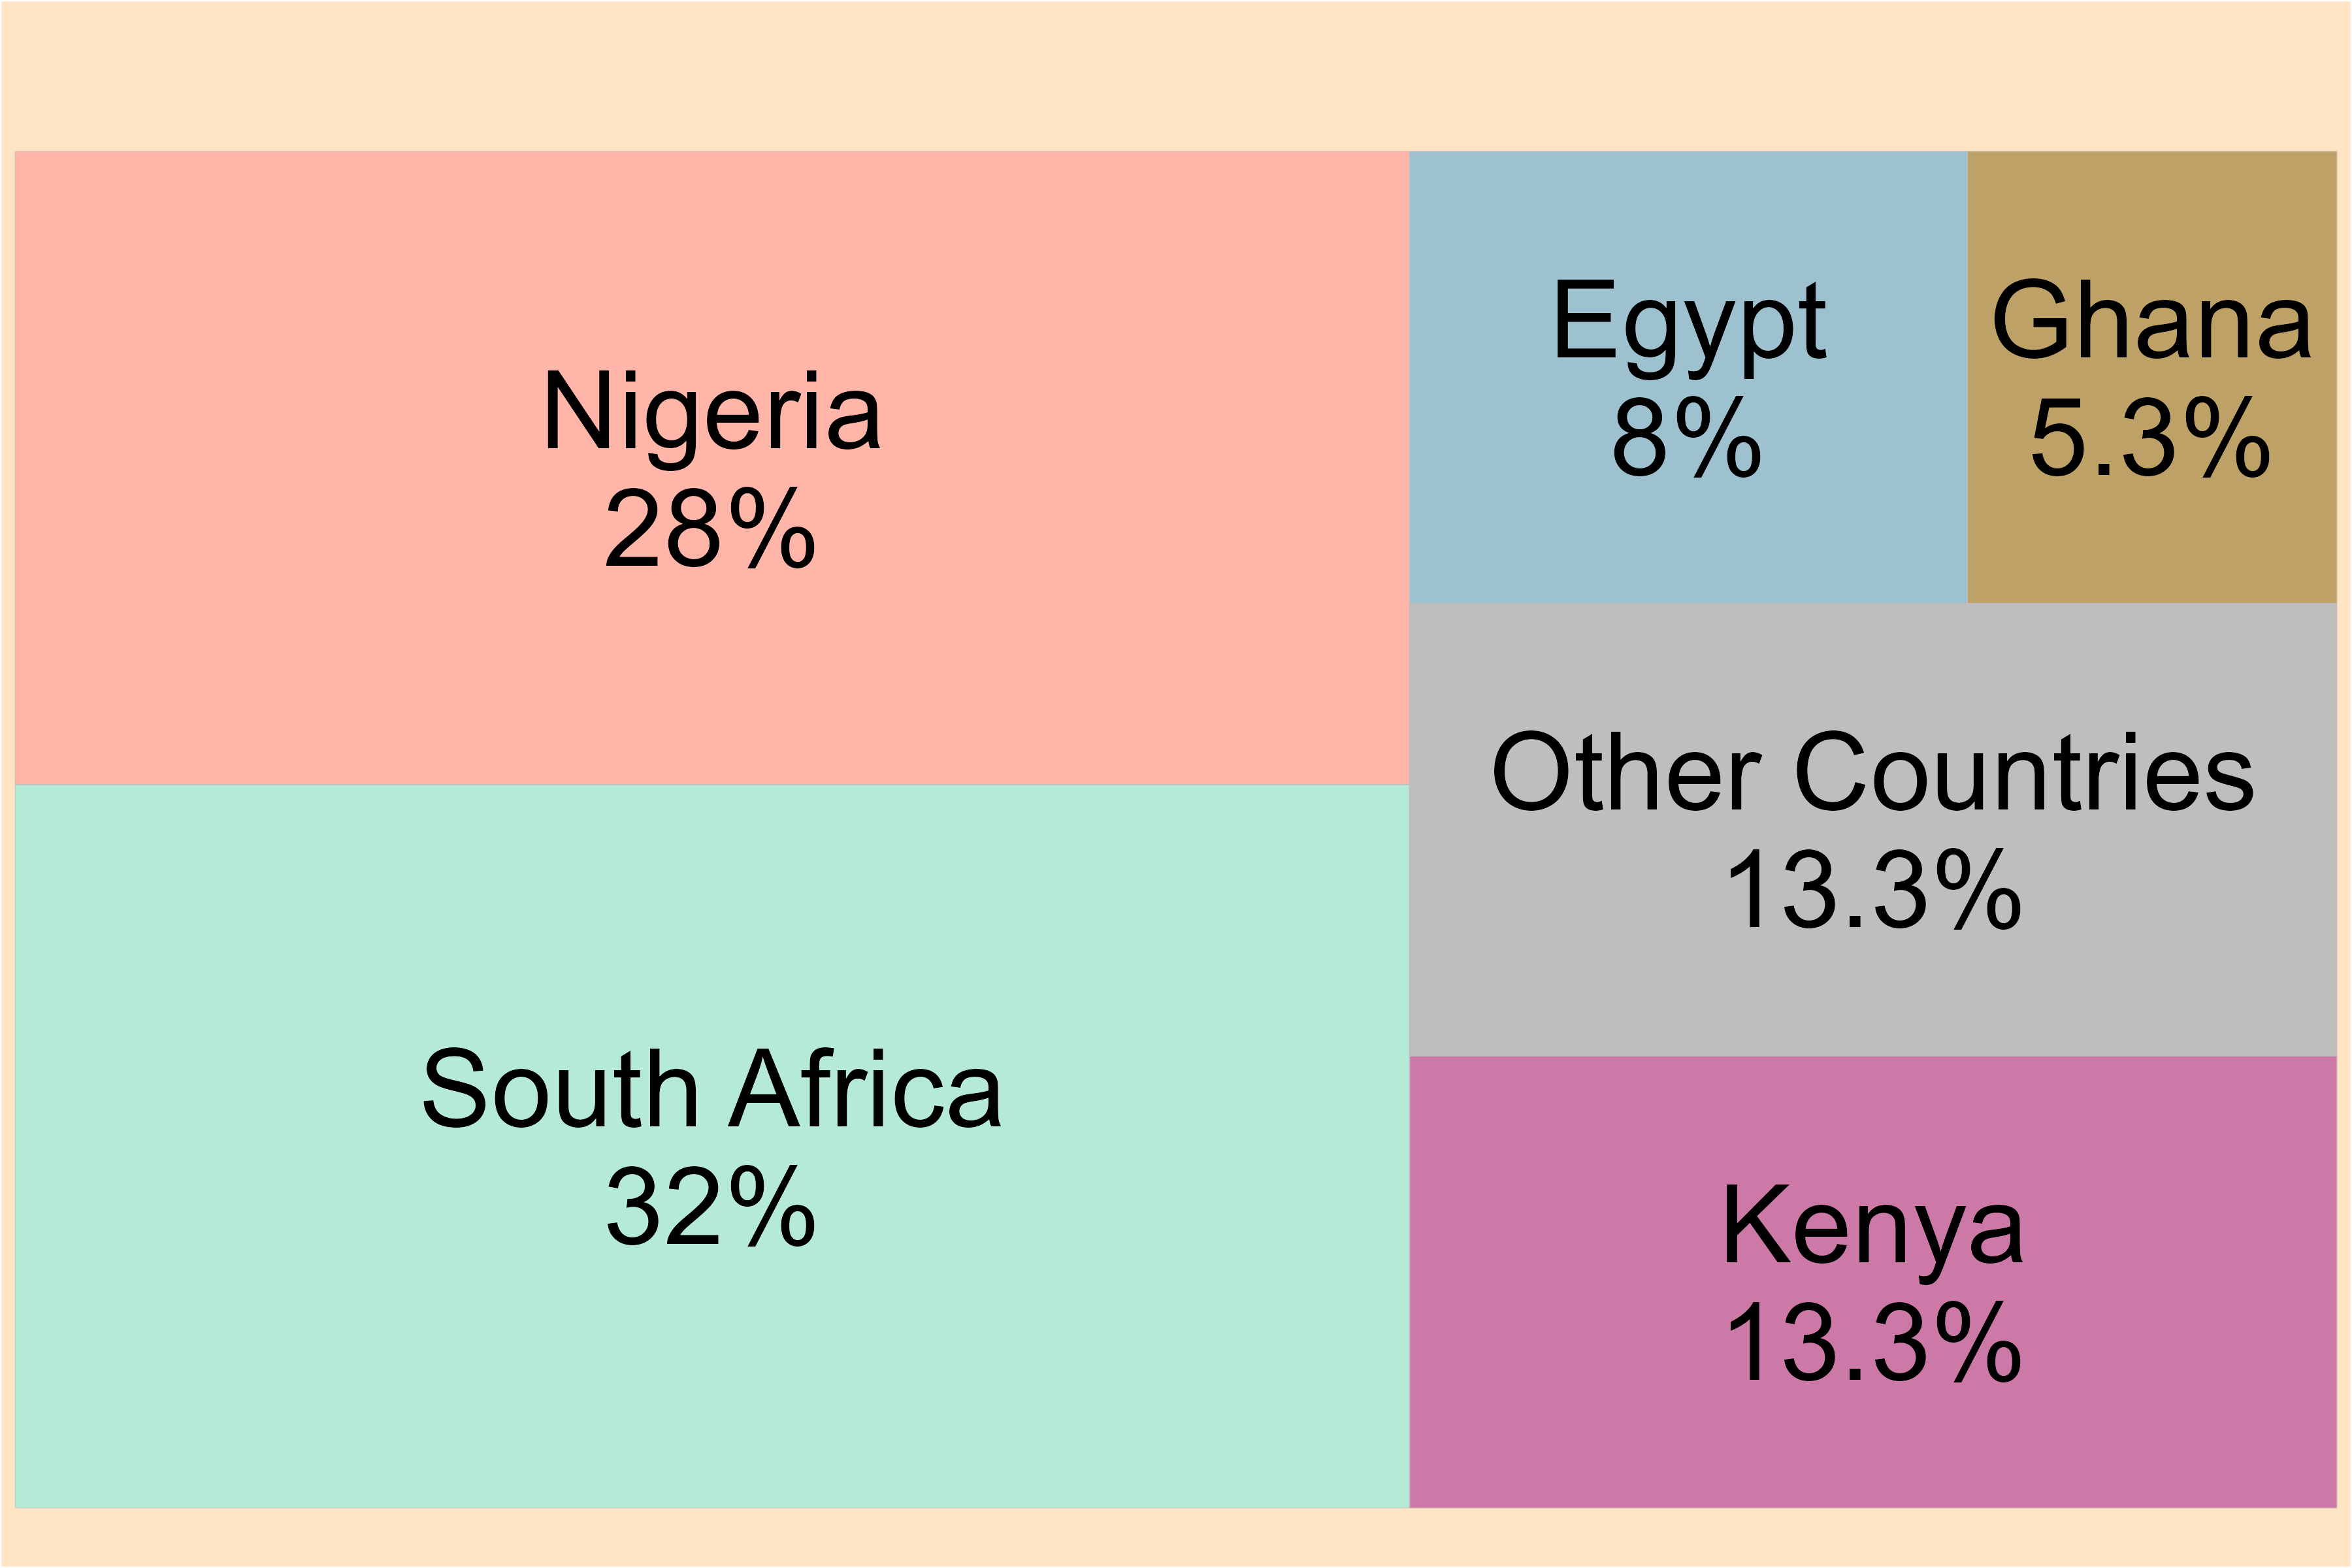 Nigeria
28%
South Africa
32%
Egypt
8%
Ghana
5.3%
Other Countries
13.3%
Kenya
13.3%